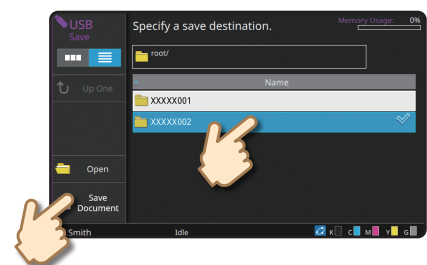 USB
Save
Specify a save destination.
Memory Usage: 0%
root/
Up One
Name
XXXXX001
XXXXX002
Open
Save
Document
Smith
Idle
K C M Y G